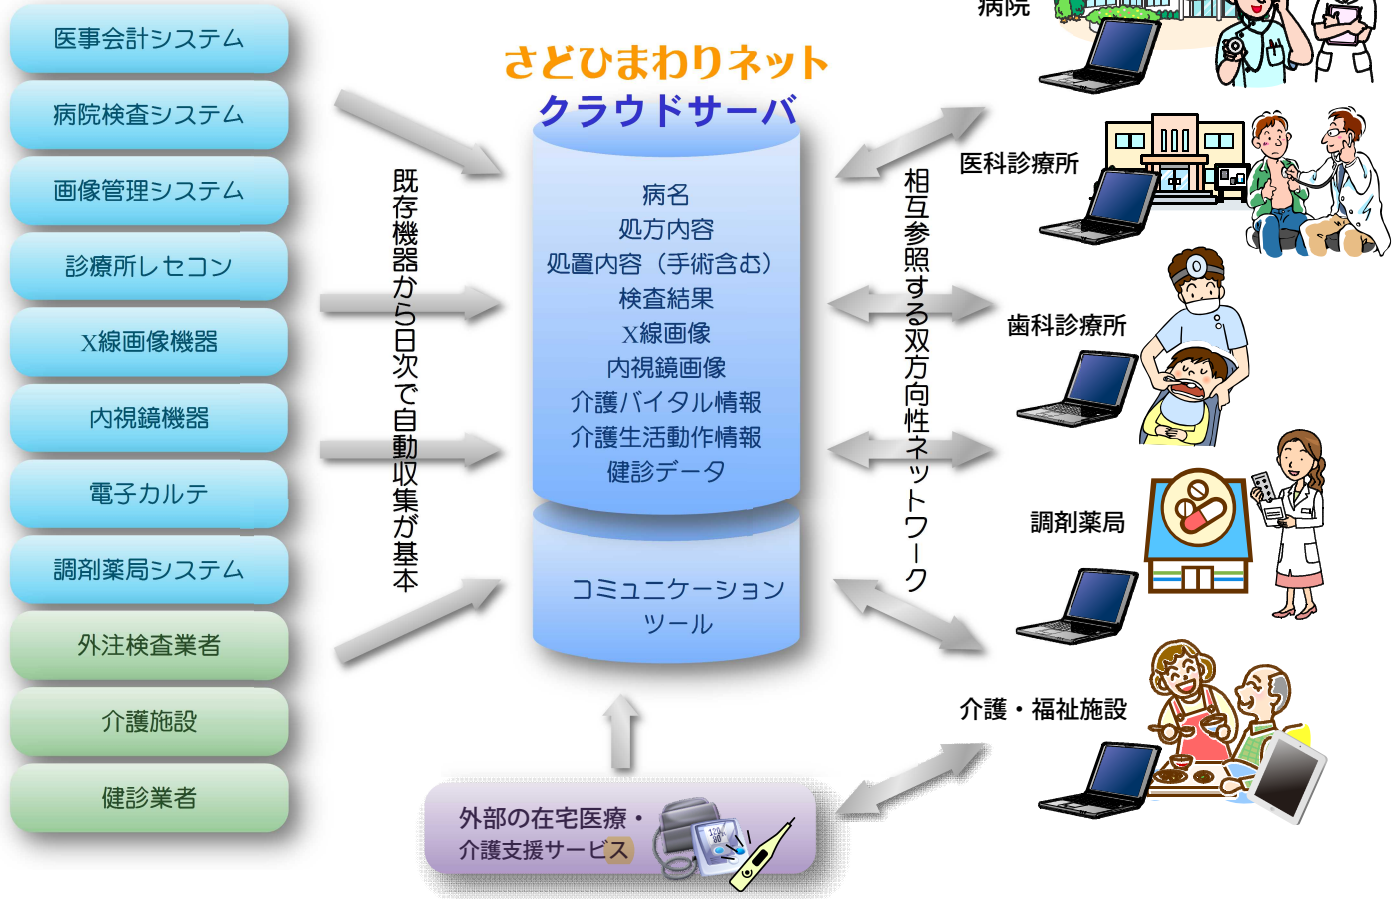 医事会計システム
病院検査システム
画像管理システム
診療所レセコン
X線画像機器
内視鏡機器
電子カルテ
調剤薬局システム
外注検査業者
介護施設
健診業者
既存機器から日次で自動収集が基本
さどひまわりネット
クラウドサーバ
病名
処方内容
処置内容（手術含む）
検査結果
X線画像
内視鏡画像
介護バイタル情報
介護生活動作情報
健診データ
コミュニケーション
ツール
外部の在宅医療・
介護支援サービス
相互参照する双方向性ネットワーク
病院
医科診療所
歯科診療所
調剤薬局
介護・福祉施設